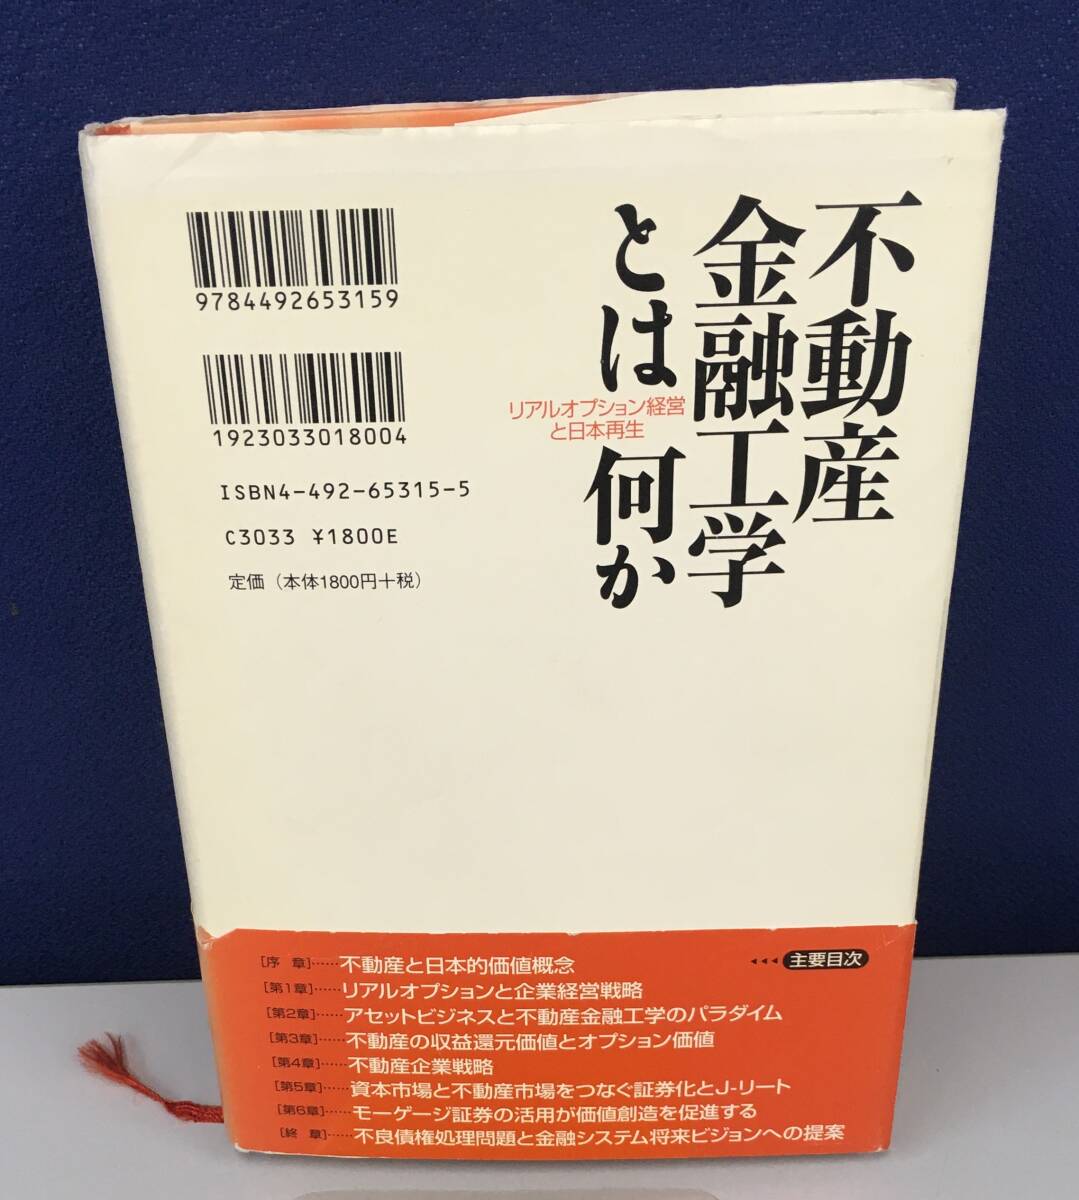 不動産
金融工学
とは何か
リアルオプション経営
と日本再生
9784492653159
1923033018004
ISBN4-492-65315-5
C3033 ¥1800E
定価（本体1800円＋税）
◀◀◀ 主要目次
［序 章］……不動産と日本的価値概念
［第1章］……リアルオプションと企業経営戦略
［第2章］……アセットビジネスと不動産金融工学のパラダイム
［第3章］……不動産の収益還元価値とオプション価値
［第4章］……不動産企業戦略
［第5章］……資本市場と不動産市場をつなぐ証券化とJ-リート
［第6章］……モーゲージ証券の活用が価値創造を促進する
［終 章］……不良債権処理問題と金融システム将来ビジョンへの提案